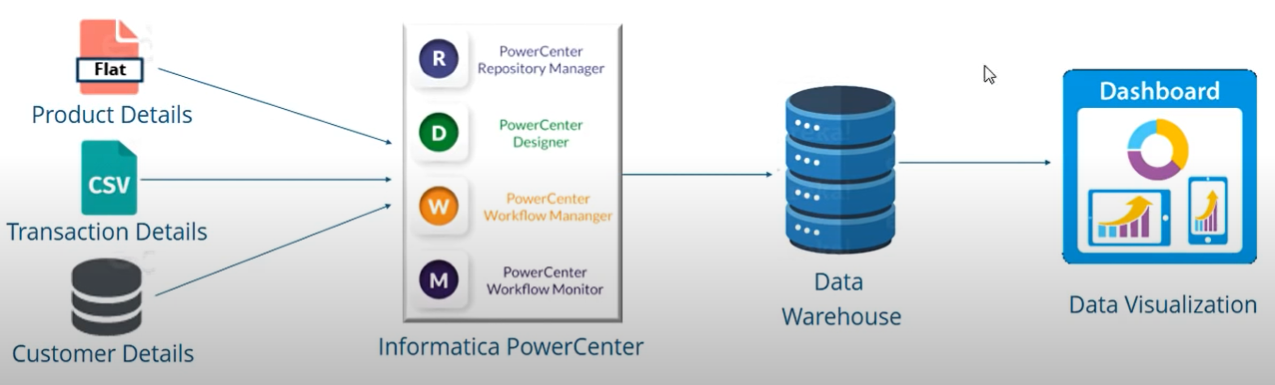 Flat
Product Details
CSV
Transaction Details
Customer Details
R
PowerCenter
Repository Manager
D
PowerCenter
Designer
W
PowerCenter
Workflow Mananger
M
PowerCenter
Workflow Monitor
Informatica PowerCenter
Data
Warehouse
Dashboard
Data Visualization